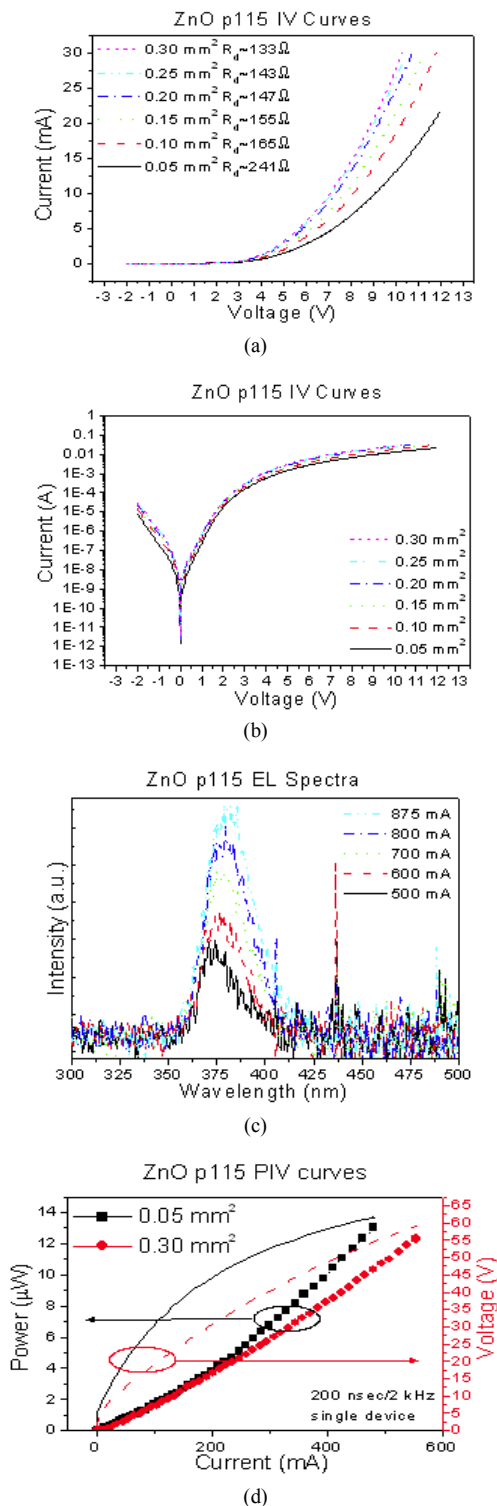 ZnO p115 IV Curves
0.30 mm² R_d~133Ω
0.25 mm² R_d~143Ω
0.20 mm² R_d~147Ω
0.15 mm² R_d~155Ω
0.10 mm² R_d~165Ω
0.05 mm² R_d~241Ω
Current (mA)
30
25
20
15
10
5
0
-3 -2 -1 0 1 2 3 4 5 6 7 8 9 10 11 12 13
Voltage (V)
(a)
ZnO p115 IV Curves
Current (A)
1
0.1
0.01
1E-3
1E-4
1E-5
1E-6
1E-7
1E-8
1E-9
1E-10
1E-11
1E-12
1E-13
0.30 mm²
0.25 mm²
0.20 mm²
0.15 mm²
0.10 mm²
0.05 mm²
-3 -2 -1 0 1 2 3 4 5 6 7 8 9 10 11 12 13
Voltage (V)
(b)
ZnO p115 EL Spectra
875 mA
800 mA
700 mA
600 mA
500 mA
Intensity (a.u.)
300 325 350 375 400 425 450 475 500
Wavelength (nm)
(c)
ZnO p115 PIV curves
0.05 mm²
0.30 mm²
Power (μW)
14
12
10
8
6
4
2
0
Voltage (V)
65
60
55
50
45
40
35
30
25
20
15
10
5
0
200 nsec/2 kHz
single device
0 200 400 600
Current (mA)
(d)